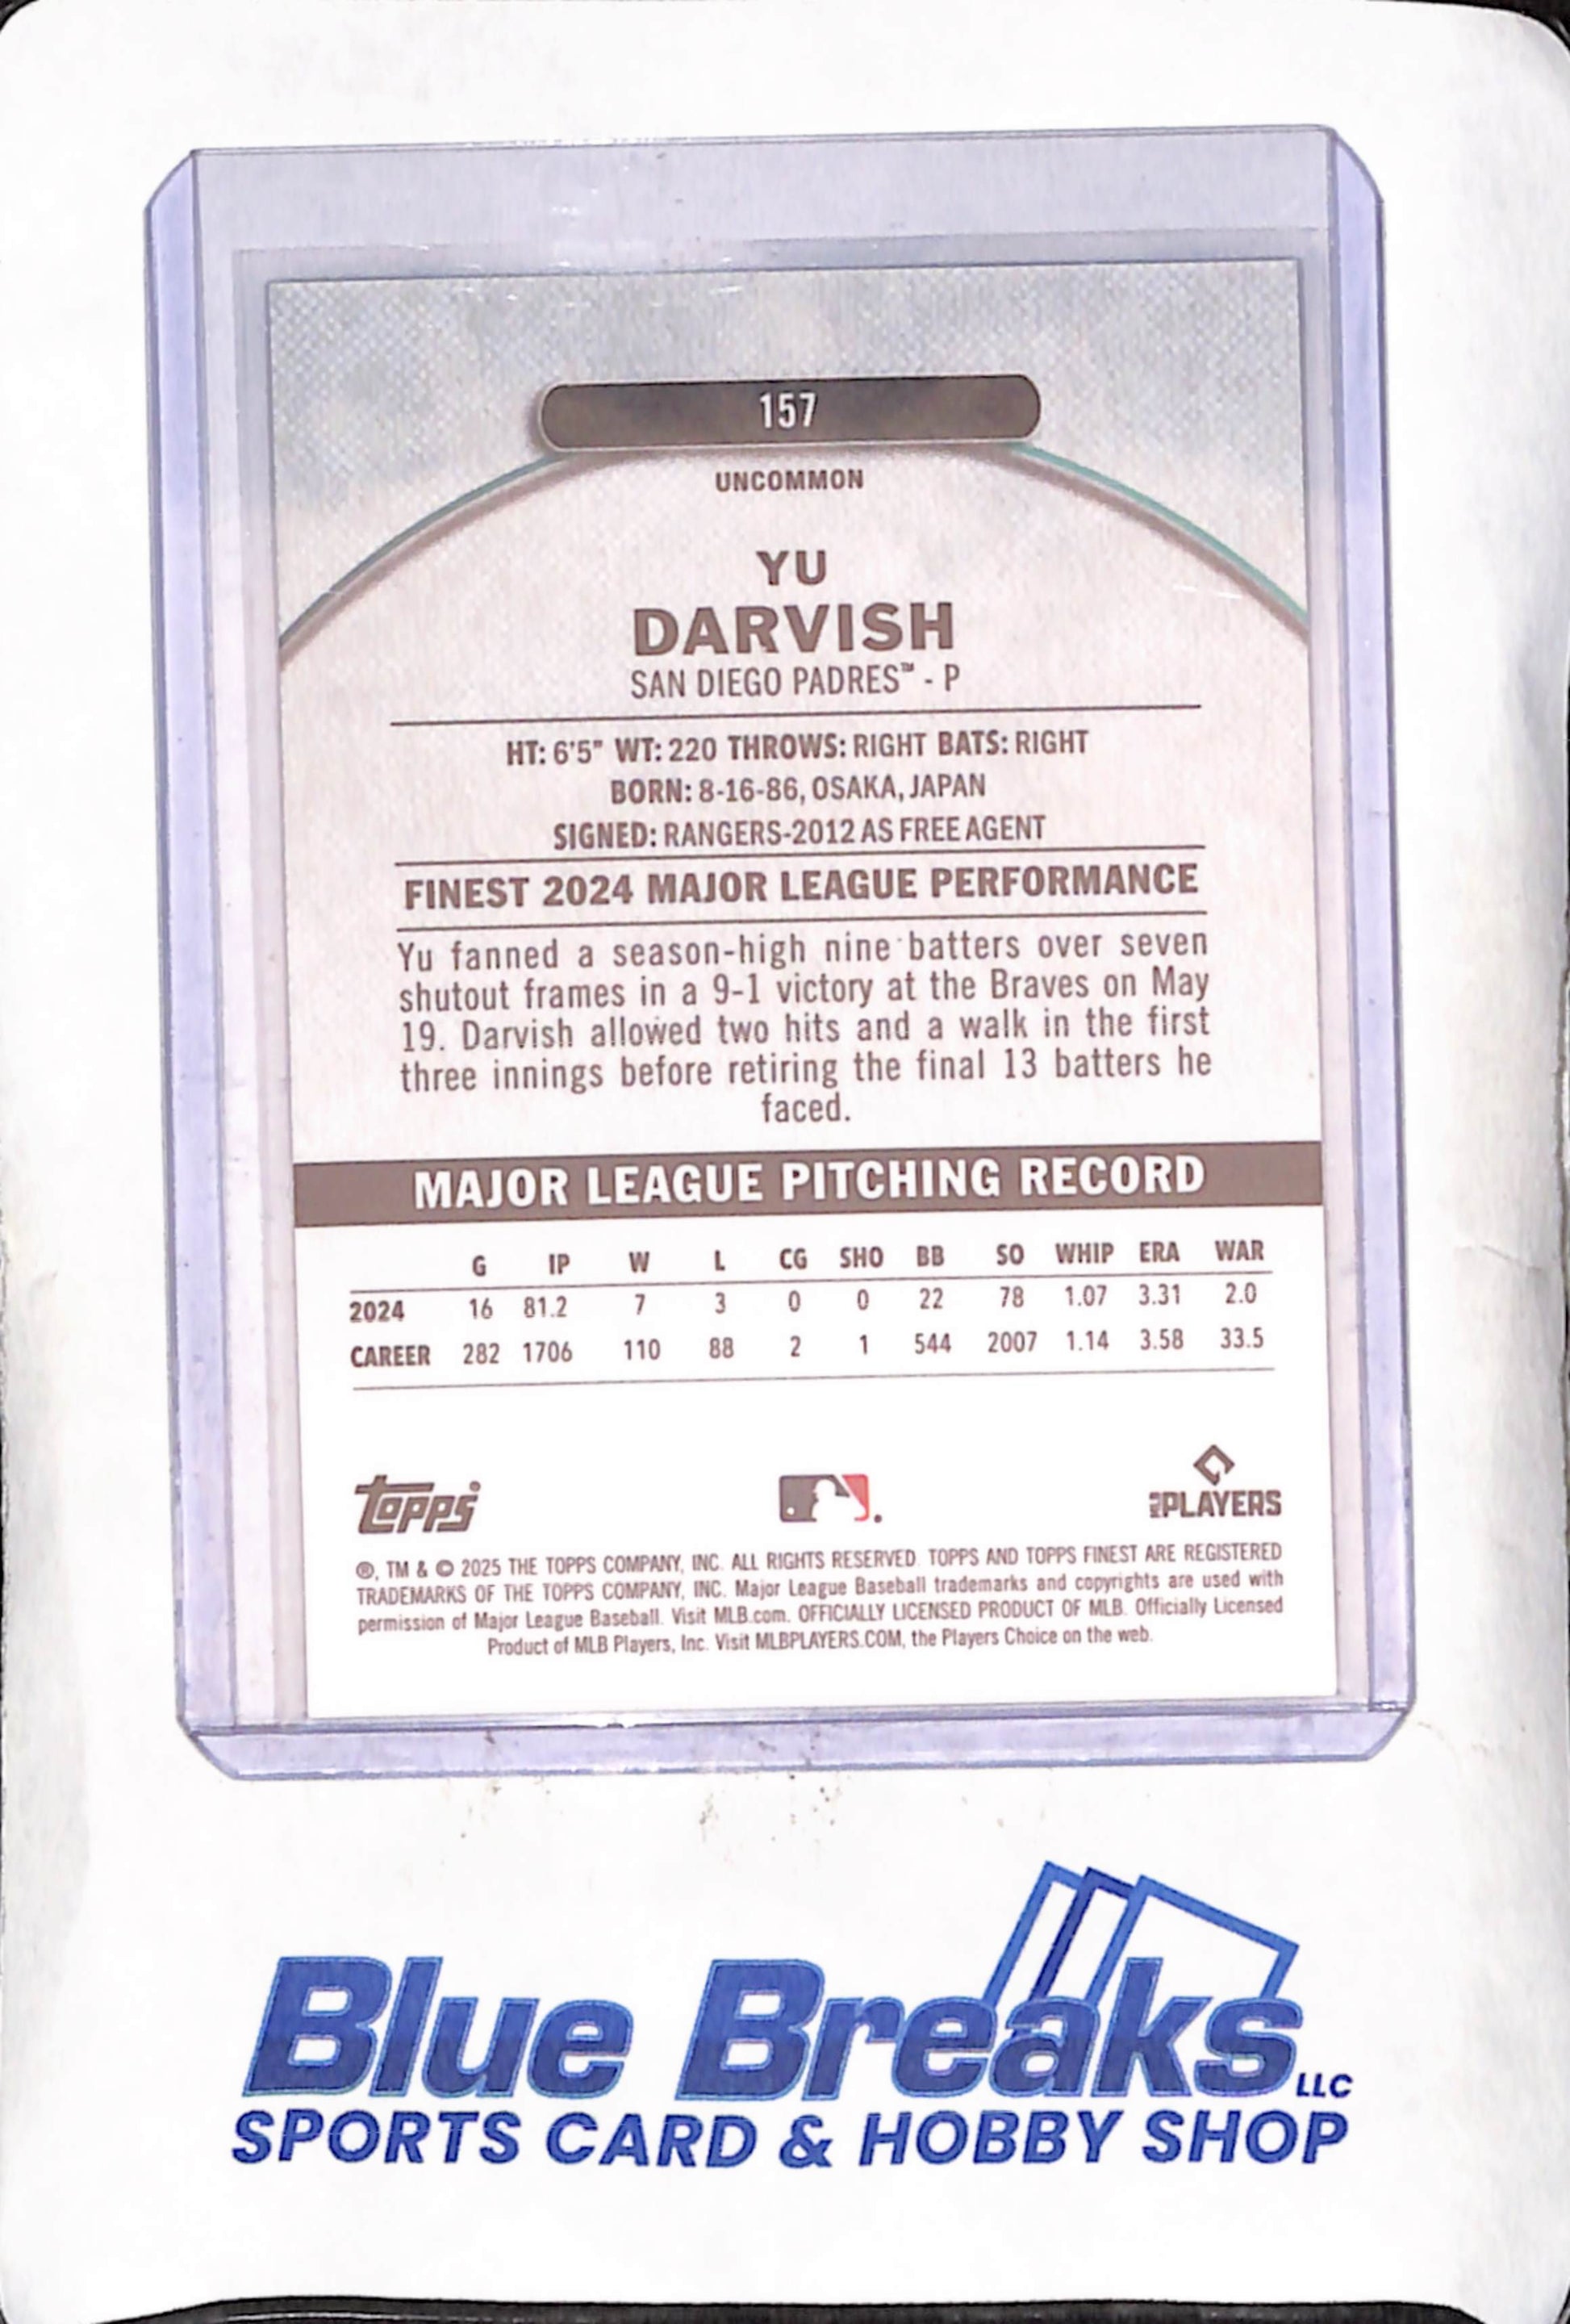 157
UNCOMMON
YU
DARVISH
SAN DIEGO PADRES™ - P
HT: 6'5" WT: 220 THROWS: RIGHT BATS: RIGHT
BORN: 8-16-86, OSAKA, JAPAN
SIGNED: RANGERS-2012 AS FREE AGENT
FINEST 2024 MAJOR LEAGUE PERFORMANCE
Yu fanned a season-high nine batters over seven
shutout frames in a 9-1 victory at the Braves on May
19. Darvish allowed two hits and a walk in the first
three innings before retiring the final 13 batters he
faced.
MAJOR LEAGUE PITCHING RECORD
G IP W L CG SHO BB SO WHIP ERA WAR
2024 16 81.2 7 3 0 0 22 78 1.07 3.31 2.0
CAREER 282 1706 110 88 2 1 544 2007 1.14 3.58 33.5
topps
PLAYERS
®, TM & © 2025 THE TOPPS COMPANY, INC. ALL RIGHTS RESERVED. TOPPS AND TOPPS FINEST ARE REGISTERED
TRADEMARKS OF THE TOPPS COMPANY, INC. Major League Baseball trademarks and copyrights are used with
permission of Major League Baseball. Visit MLB.com. OFFICIALLY LICENSED PRODUCT OF MLB. Officially Licensed
Product of MLB Players, Inc. Visit MLBPLAYERS.COM, the Players Choice on the web.
Blue Breaks LLC
SPORTS CARD & HOBBY SHOP